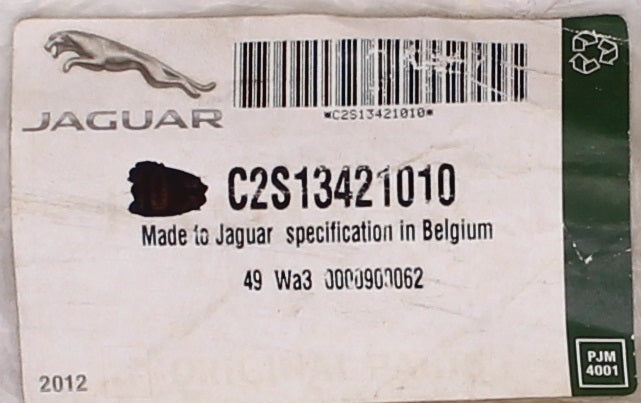 JAGUAR
*C2S13421010*
C2S13421010
Made to Jaguar specification in Belgium
49 Wa3 0000900062
2012
PJM
4001